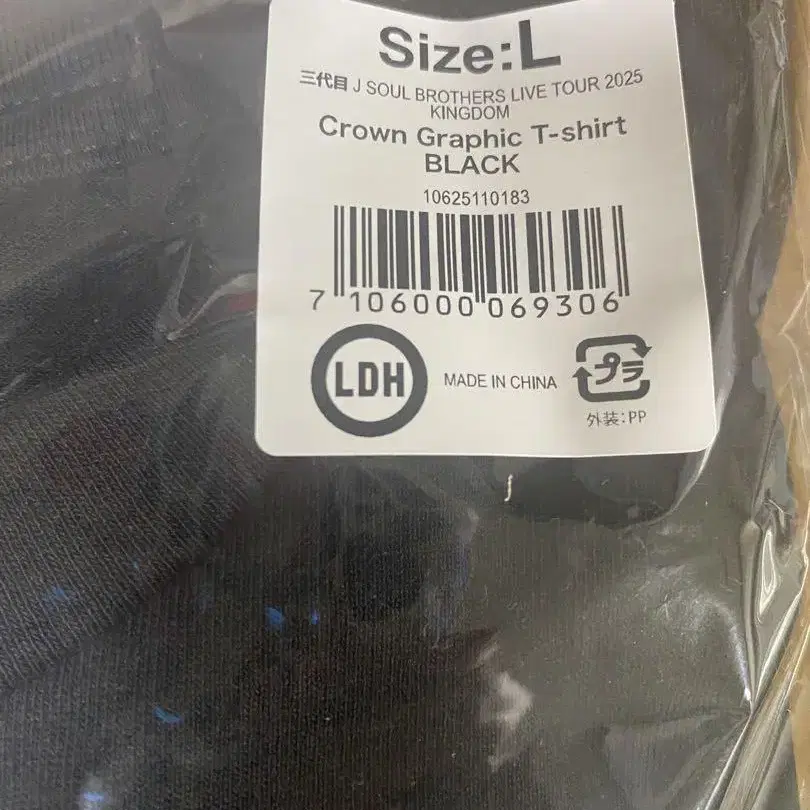 Size:L
三代目 J SOUL BROTHERS LIVE TOUR 2025
KINGDOM
Crown Graphic T-shirt
BLACK
10625110183
7 106000 069306
LDH
MADE IN CHINA
プラ
外装:PP